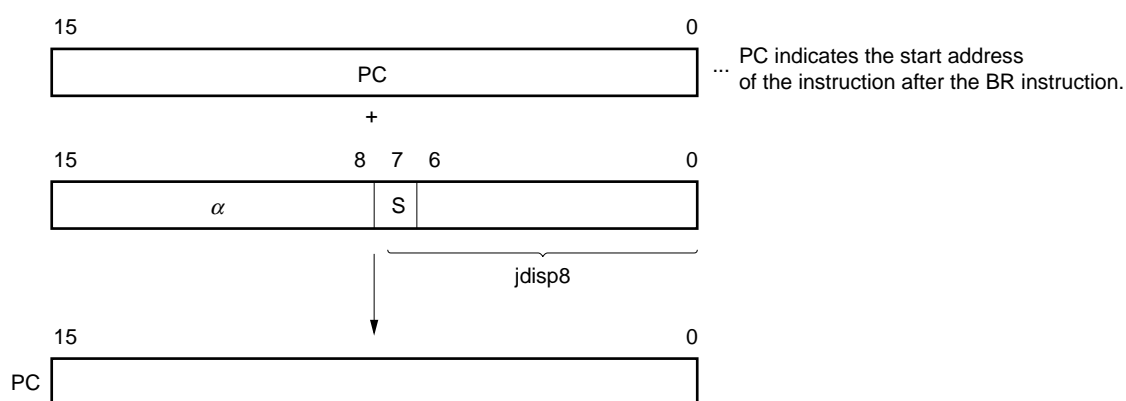 15 0
PC
... PC indicates the start address
of the instruction after the BR instruction.
+
15 8 7 6 0
α S
jdisp8
15 0
PC